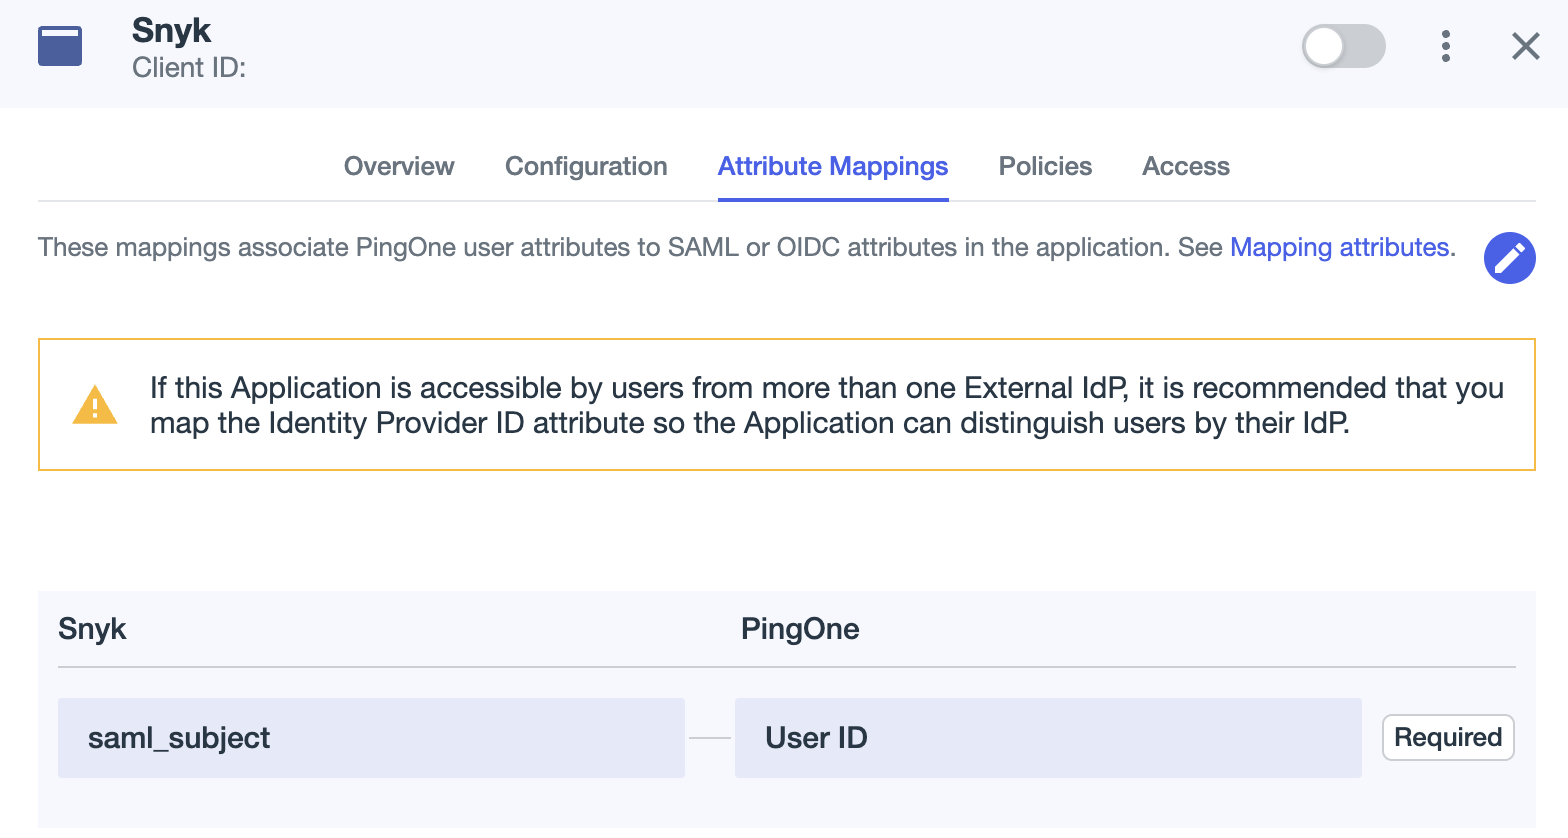 Snyk
Client ID:
Overview Configuration Attribute Mappings Policies Access
These mappings associate PingOne user attributes to SAML or OIDC attributes in the application. See Mapping attributes.
If this Application is accessible by users from more than one External IdP, it is recommended that you
map the Identity Provider ID attribute so the Application can distinguish users by their IdP.
Snyk PingOne
saml_subject User ID Required